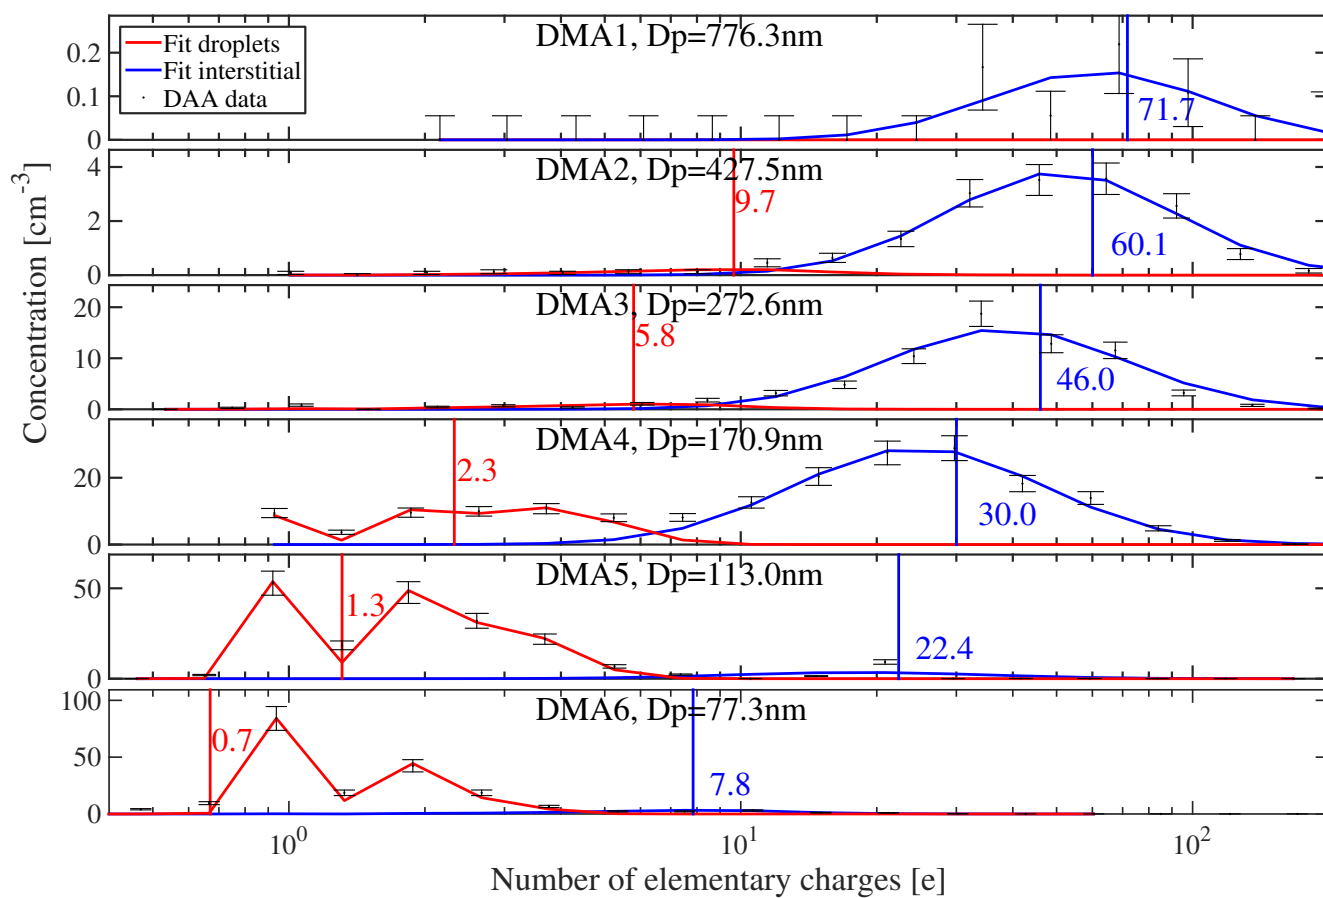 DMA1, Dp=776.3nm
Fit droplets
Fit interstitial
DAA data
0.2
0.1
0
71.7
DMA2, Dp=427.5nm
4
2
0
9.7
60.1
DMA3, Dp=272.6nm
20
10
0
5.8
46.0
DMA4, Dp=170.9nm
20
0
2.3
30.0
DMA5, Dp=113.0nm
50
0
1.3
22.4
DMA6, Dp=77.3nm
100
50
0
0.7
7.8
10^0
10^1
10^2
Number of elementary charges [e]
Concentration [cm^-3]